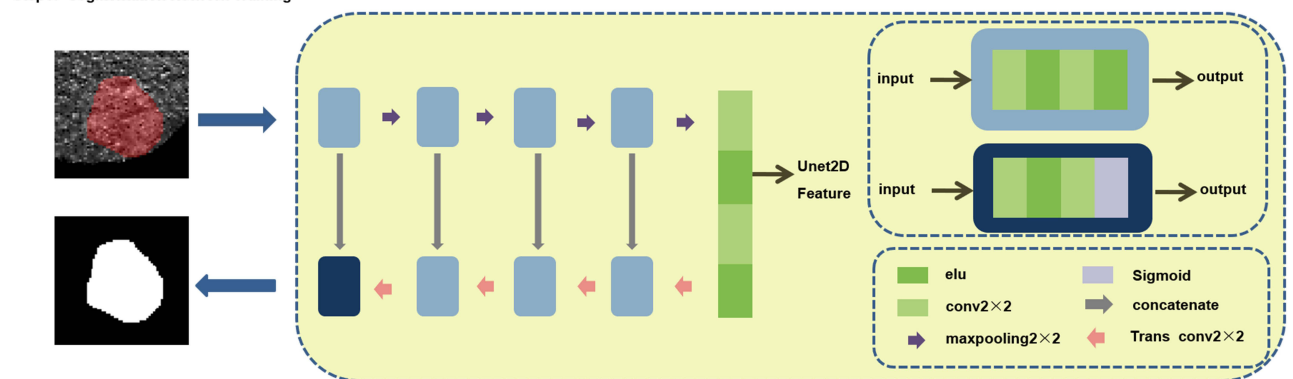 input
output
Unet2D
Feature
input
output
elu
Sigmoid
conv2×2
concatenate
maxpooling2×2
Trans conv2×2